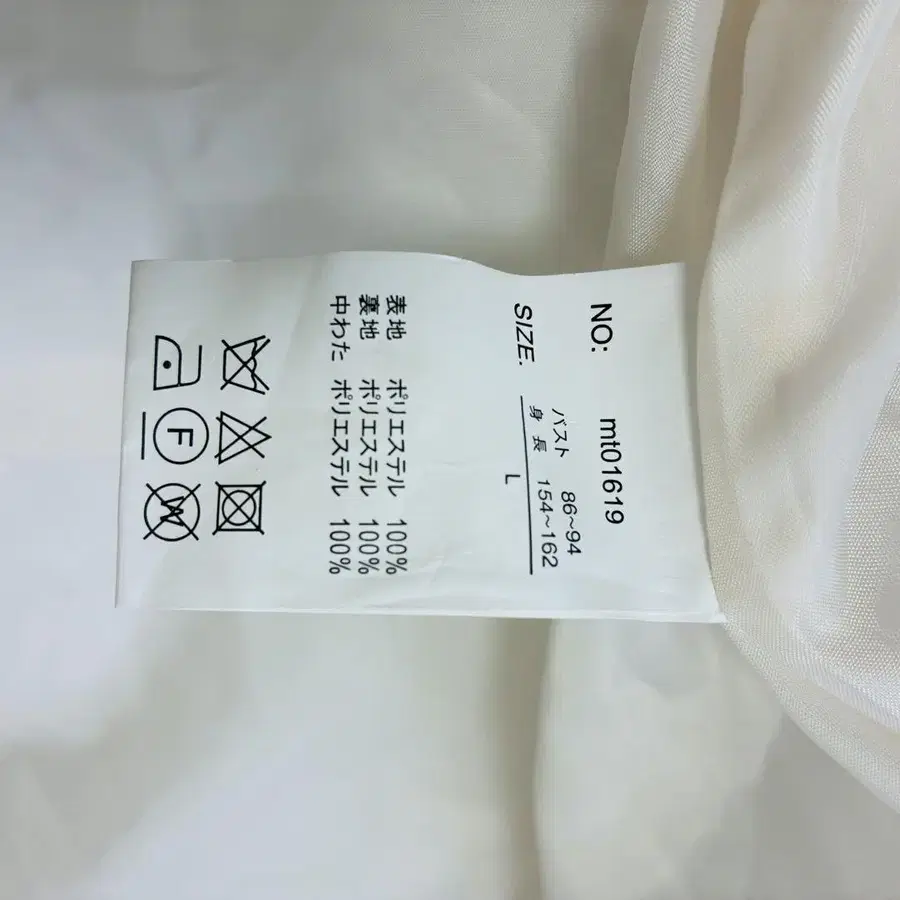 NO: mt01619
SIZE. バスト 86~94
身長 154~162
L
表地 ポリエステル 100%
裏地 ポリエステル 100%
中わた ポリエステル 100%
F
W